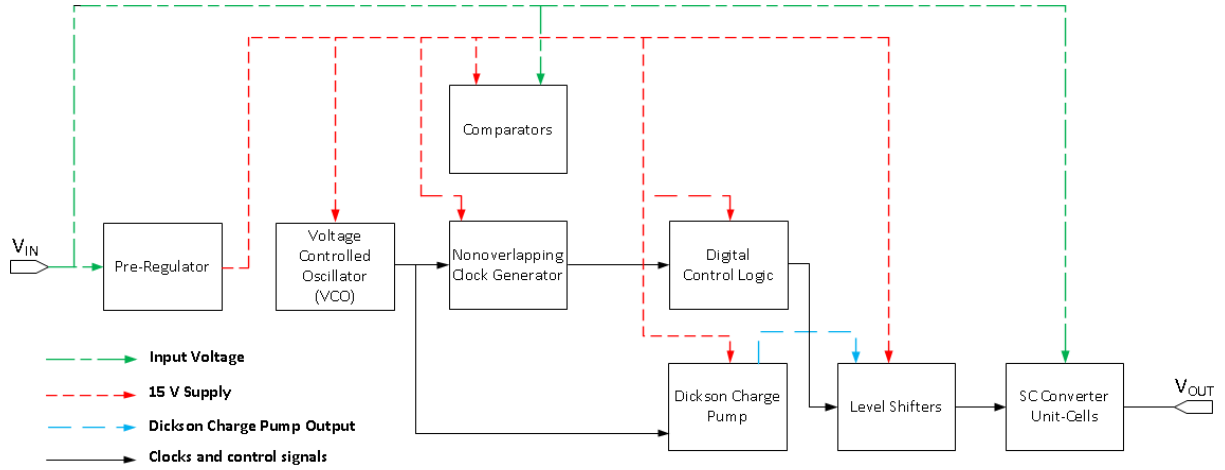 Comparators
V_IN
Pre-Regulator
Voltage
Controlled
Oscillator
(VCO)
Nonoverlapping
Clock Generator
Digital
Control Logic
Input Voltage
15 V Supply
Dickson Charge Pump Output
Clocks and control signals
Dickson Charge
Pump
Level Shifters
SC Converter
Unit-Cells
V_OUT